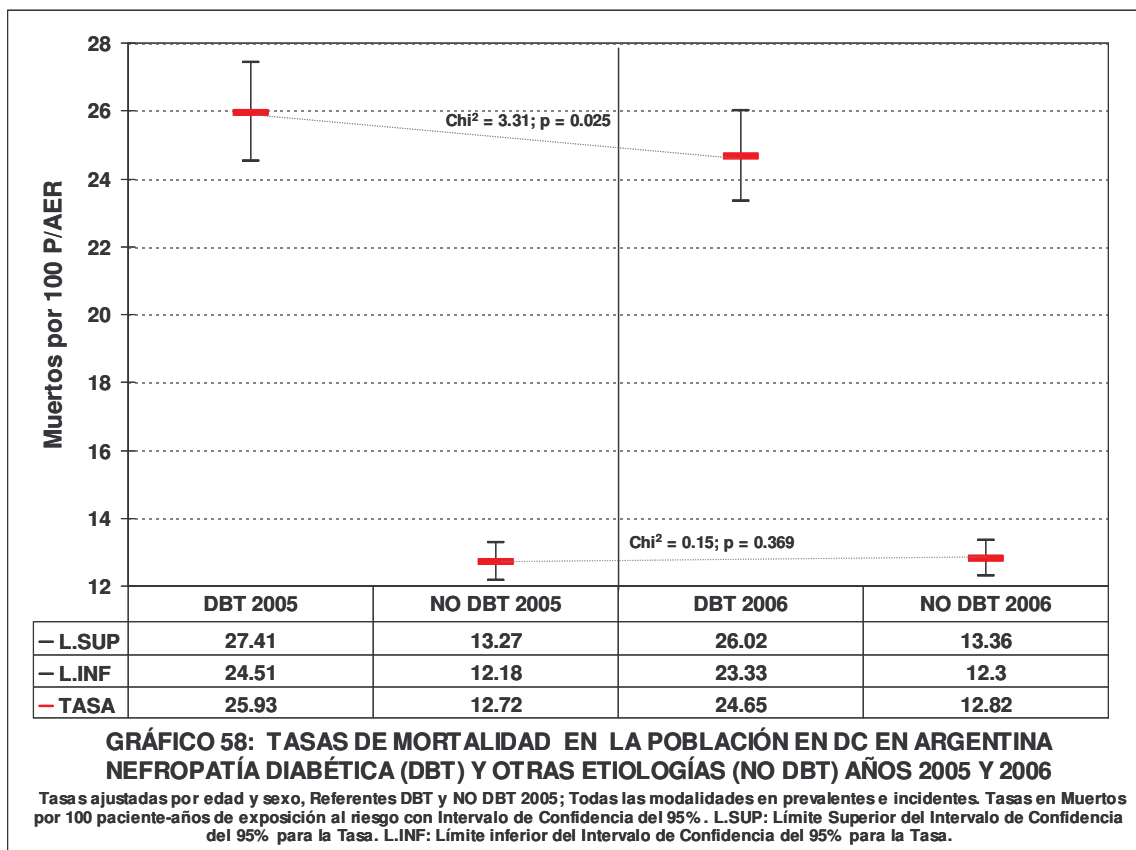 28
26
24
22
20
18
16
14
12
Muertos por 100 P/AER
Chi² = 3.31; p = 0.025
Chi² = 0.15; p = 0.369
DBT 2005 NO DBT 2005 DBT 2006 NO DBT 2006
L.SUP 27.41 13.27 26.02 13.36
L.INF 24.51 12.18 23.33 12.3
TASA 25.93 12.72 24.65 12.82
GRÁFICO 58: TASAS DE MORTALIDAD EN LA POBLACIÓN EN DC EN ARGENTINA
NEFROPATÍA DIABÉTICA (DBT) Y OTRAS ETIOLOGÍAS (NO DBT) AÑOS 2005 Y 2006
Tasas ajustadas por edad y sexo, Referentes DBT y NO DBT 2005; Todas las modalidades en prevalentes e incidentes. Tasas en Muertos
por 100 paciente-años de exposición al riesgo con Intervalo de Confidencia del 95%. L.SUP: Límite Superior del Intervalo de Confidencia
del 95% para la Tasa. L.INF: Límite inferior del Intervalo de Confidencia del 95% para la Tasa.